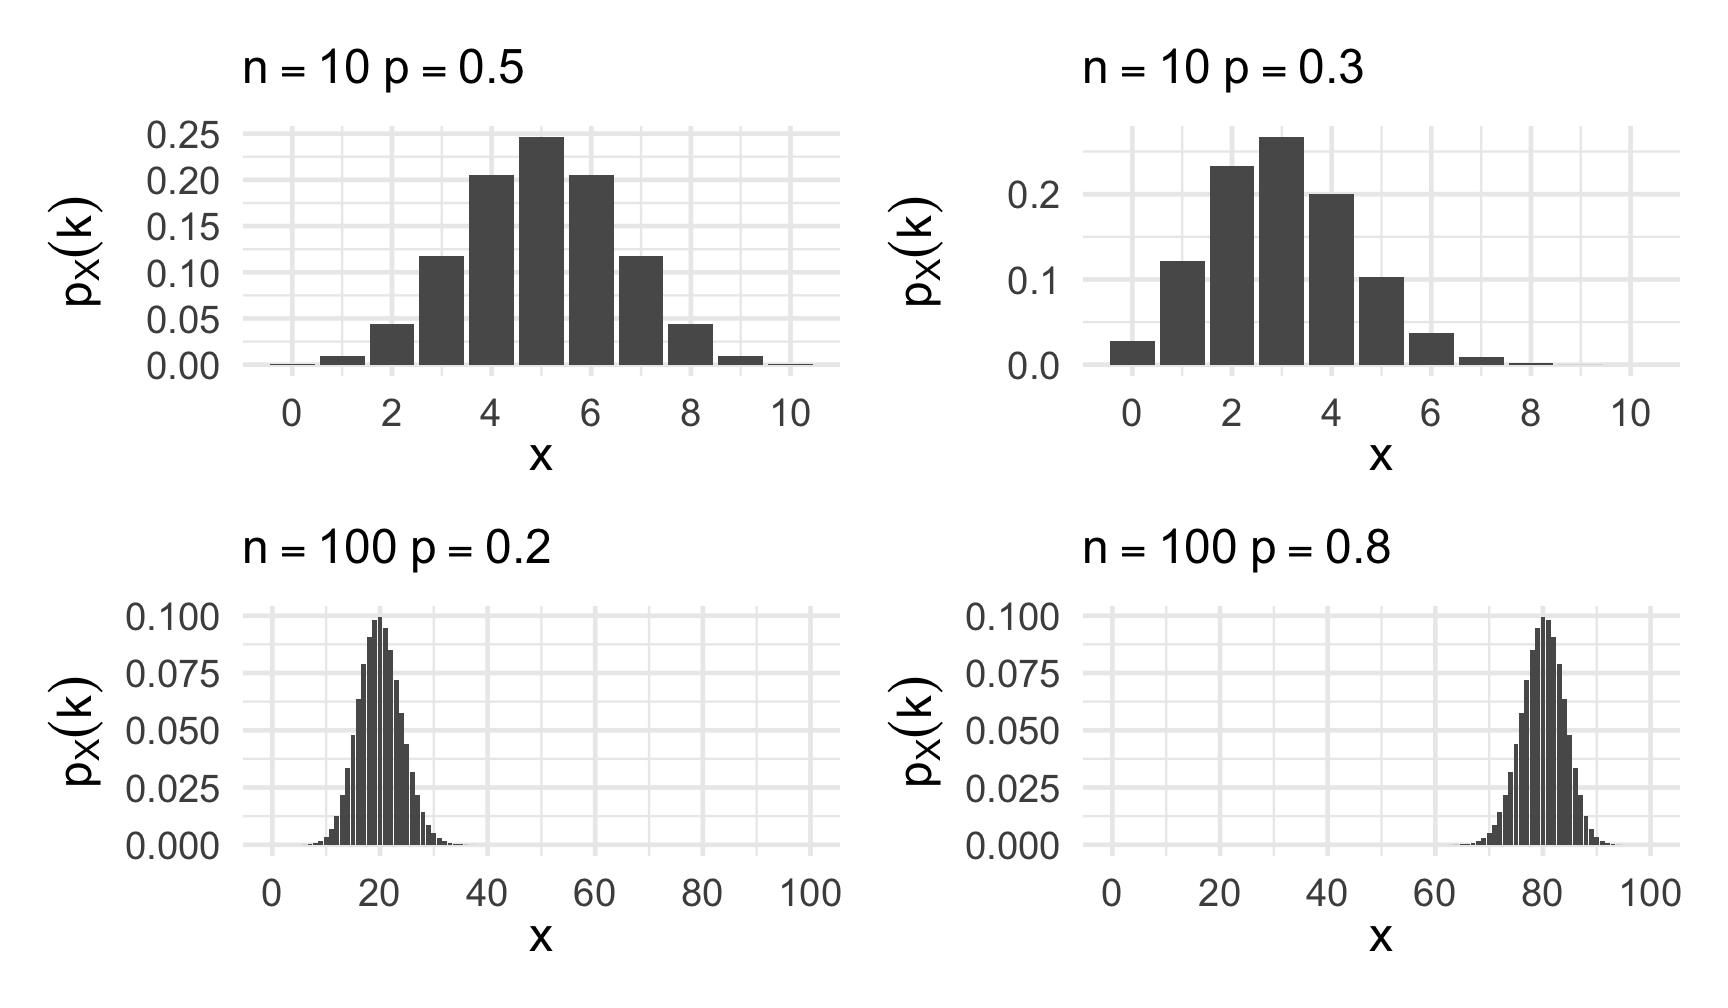 n = 10 p = 0.5
0.25
0.20
0.15
0.10
0.05
0.00
pX(k)
0 2 4 6 8 10
x
n = 10 p = 0.3
0.2
0.1
0.0
pX(k)
0 2 4 6 8 10
x
n = 100 p = 0.2
0.100
0.075
0.050
0.025
0.000
pX(k)
0 20 40 60 80 100
x
n = 100 p = 0.8
0.100
0.075
0.050
0.025
0.000
pX(k)
0 20 40 60 80 100
x